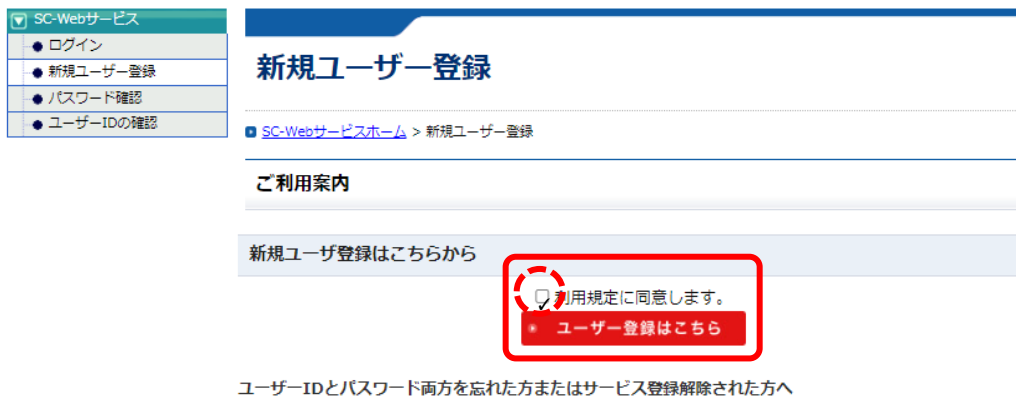 SC-Webサービス
ログイン
新規ユーザー登録
パスワード確認
ユーザーIDの確認
新規ユーザー登録
SC-Webサービスホーム > 新規ユーザー登録
ご利用案内
新規ユーザ登録はこちらから
利用規定に同意します。
ユーザー登録はこちら
ユーザーIDとパスワード両方を忘れた方またはサービス登録解除された方へ